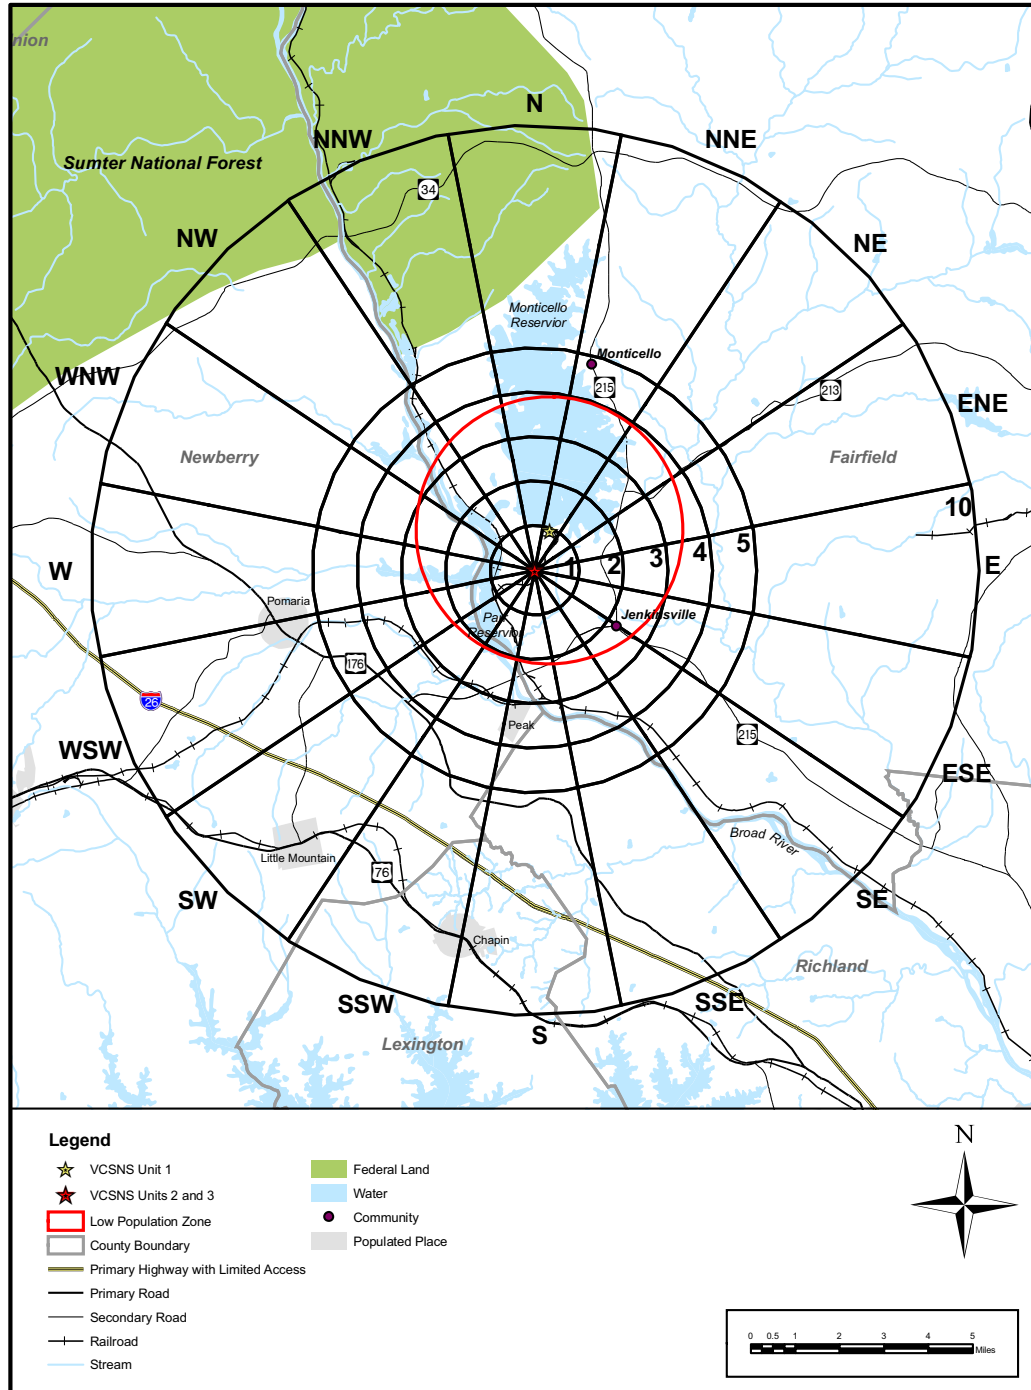 nion
N
NNW
NNE
Sumter National Forest
34
NW
NE
Monticello
Reservior
Monticello
WNW
215
213
ENE
Newberry
Fairfield
10
W
1
2
3
4
5
E
Pomaria
Parr
Reservior
Jenkinsville
176
26
Peak
215
WSW
ESE
Little Mountain
76
Broad River
SW
SE
Chapin
Richland
SSW
SSE
S
Lexington
Legend
VCSNS Unit 1
VCSNS Units 2 and 3
Low Population Zone
County Boundary
Primary Highway with Limited Access
Primary Road
Secondary Road
Railroad
Stream
Federal Land
Water
Community
Populated Place
N
0 0.5 1 2 3 4 5
Miles